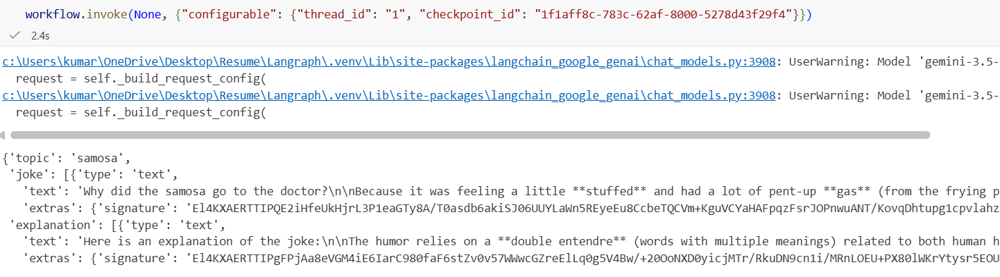 workflow.invoke(None, {"configurable": {"thread_id": "1", "checkpoint_id": "1f1aff8c-783c-62af-8000-5278d43f29f4"}})
✓ 2.4s
c:\Users\kumar\OneDrive\Desktop\Resume\Langraph\.venv\Lib\site-packages\langchain_google_genai\chat_models.py:3908: UserWarning: Model 'gemini-3.5-
  request = self._build_request_config(
c:\Users\kumar\OneDrive\Desktop\Resume\Langraph\.venv\Lib\site-packages\langchain_google_genai\chat_models.py:3908: UserWarning: Model 'gemini-3.5-
  request = self._build_request_config(
{'topic': 'samosa',
 'joke': [{'type': 'text',
   'text': 'Why did the samosa go to the doctor?\n\nBecause it was feeling a little **stuffed** and had a lot of pent-up **gas** (from the frying p
   'extras': {'signature': 'El4KXAERTTIPQE2iHfeUkHjrL3P1eaGTy8A/T0asdb6akiSJ06UUYLaWn5REyeEu8CcbeTQCVm+KguVCYaHAFpqzFsrJOPnwuANT/KovqDhtupg1cpvlahz
 'explanation': [{'type': 'text',
   'text': 'Here is an explanation of the joke:\n\nThe humor relies on a **double entendre** (words with multiple meanings) related to both human h
   'extras': {'signature': 'El4KXAERTTIPgFPjAa8eVGM4iE6IarC980faF6stZv0v57WWwcGZreElLq0g5V4Bw/+20OoNXD0yicjMTr/RkuDN9cn1i/MRnLOEU+PX80lWKrYtysr5EOU